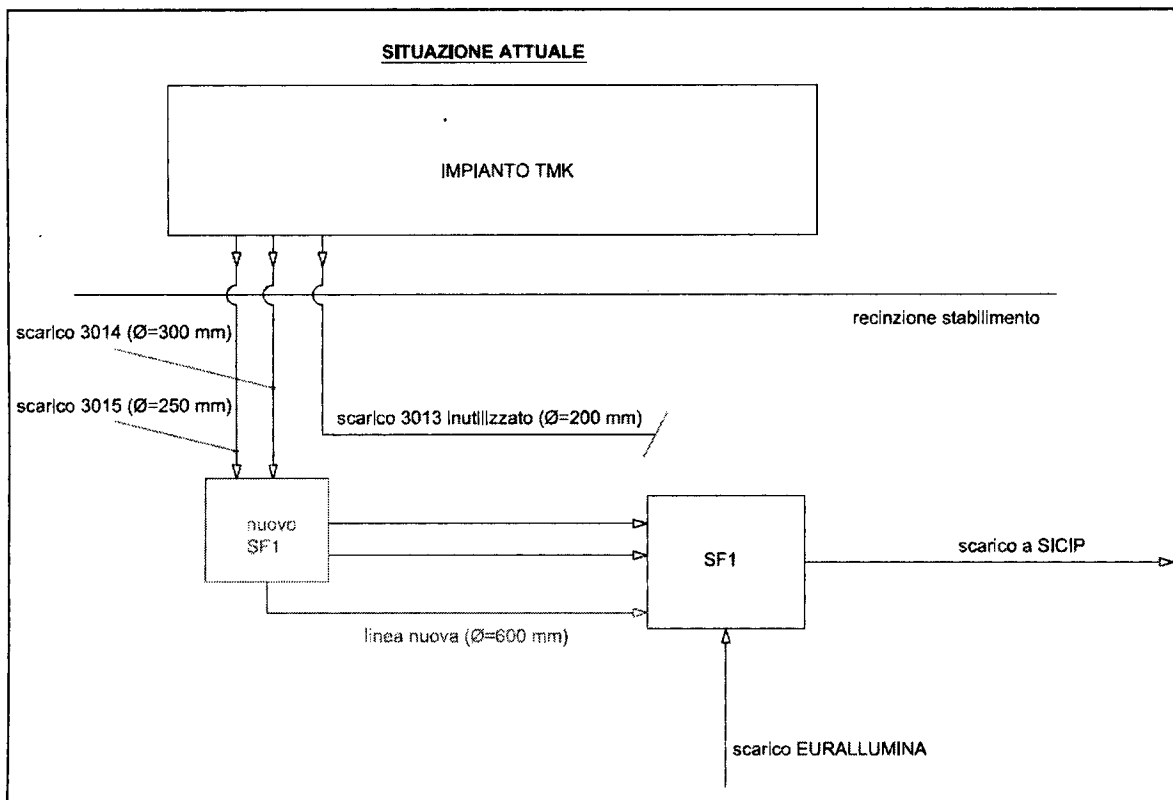 SITUAZIONE ATTUALE
IMPIANTO TMK
recinzione stabilimento
scarico 3014 (Ø=300 mm)
scarico 3015 (Ø=250 mm)
scarico 3013 inutilizzato (Ø=200 mm)
nuovo
SF1
SF1
scarico a SICIP
linea nuova (Ø=600 mm)
scarico EURALLUMINA